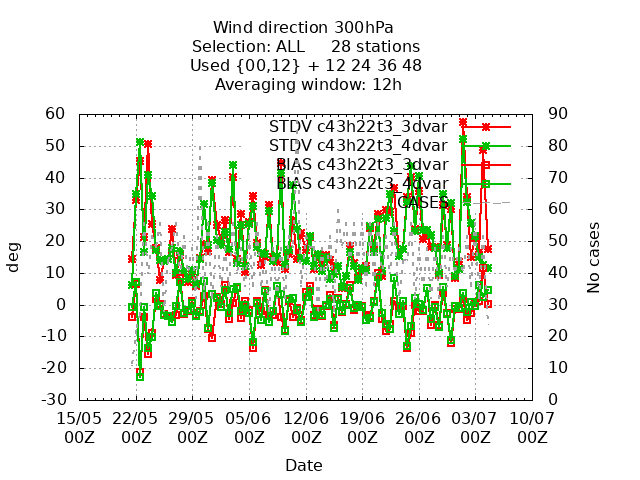 Wind direction 300hPa
Selection: ALL 28 stations
Used {00,12} + 12 24 36 48
Averaging window: 12h
STDV c43h22t3_3dvar
STDV c43h22t3_4dvar
BIAS c43h22t3_3dvar
BIAS c43h22t3_4dvar
CASES
60
50
40
30
20
10
0
-10
-20
-30
deg
90
80
70
60
50
40
30
20
10
0
No cases
15/05 22/05 29/05 05/06 12/06 19/06 26/06 03/07 10/07
00Z 00Z 00Z 00Z 00Z 00Z 00Z 00Z 00Z
Date